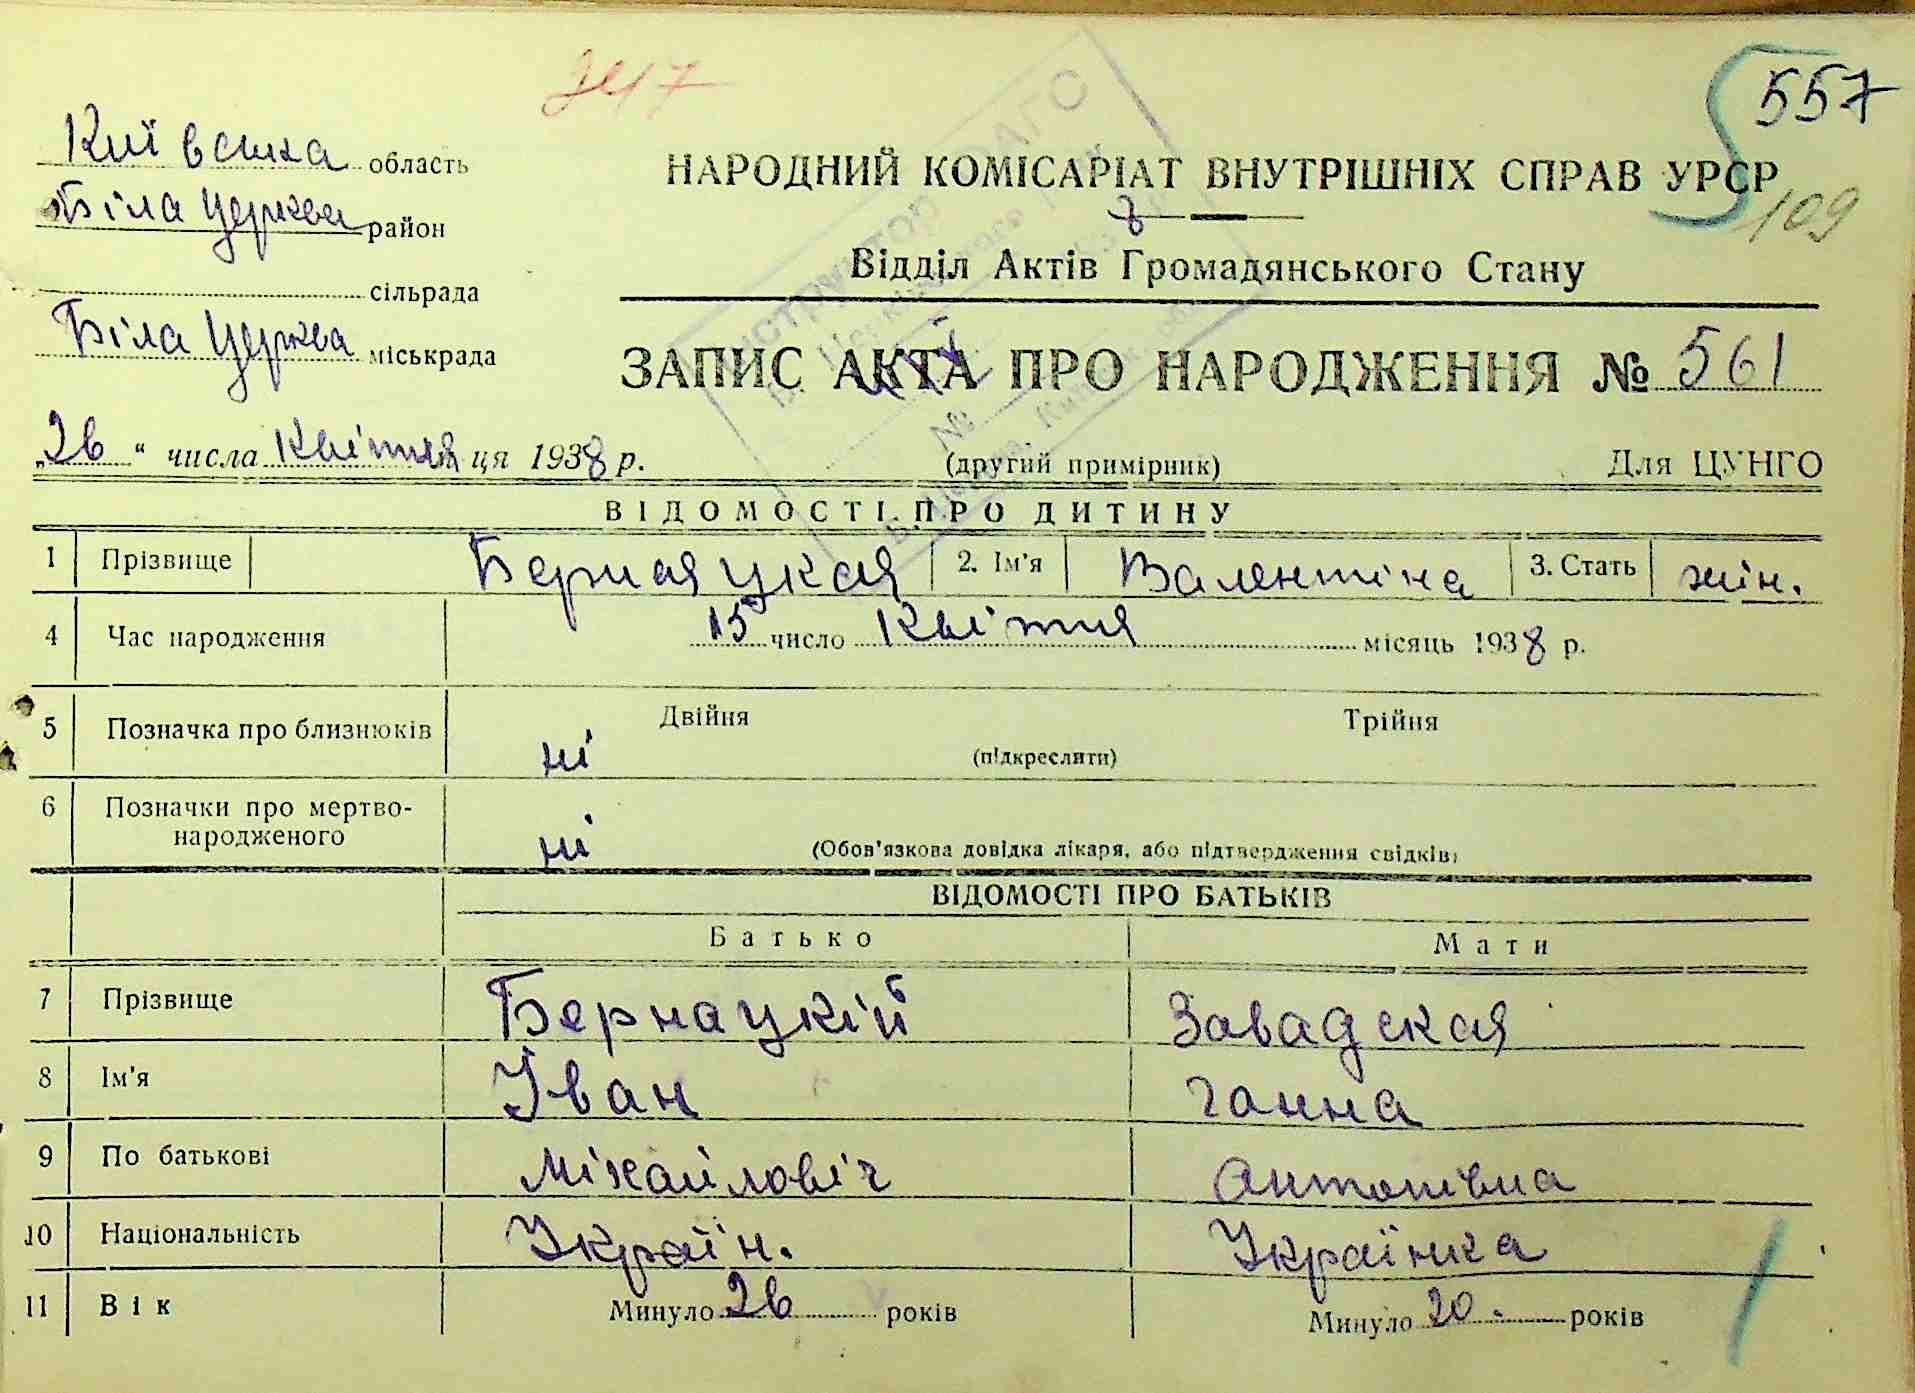 247
557
109
Київська область
Біла Церква район
сільрада
Біла Церква міськрада
НАРОДНИЙ КОМІСАРІАТ ВНУТРІШНІХ СПРАВ УРСР
8
Відділ Актів Громадянського Стану
ЗАПИС АКТА ПРО НАРОДЖЕННЯ № 561
„26“ числа Квітня ця 1938 р.
(другий примірник)
Для ЦУНГО
ВІДОМОСТІ ПРО ДИТИНУ
1 Прізвище Бернацкая 2. Ім'я Валентіна 3. Стать жін.
4 Час народження 15 число Квітня місяць 1938 р.
5 Позначка про близнюків ні Двійня Трійня
(підкреслити)
6 Позначки про мертво-
народженого ні (Обов'язкова довідка лікаря, або підтвердження свідків)
ВІДОМОСТІ ПРО БАТЬКІВ
Батько Мати
7 Прізвище Бернацкій Завадская
8 Ім'я Іван Ганна
9 По батькові Міхайловіч Антонівна
10 Національність Україн. Українка
11 Вік Минуло 26 років Минуло 20 років